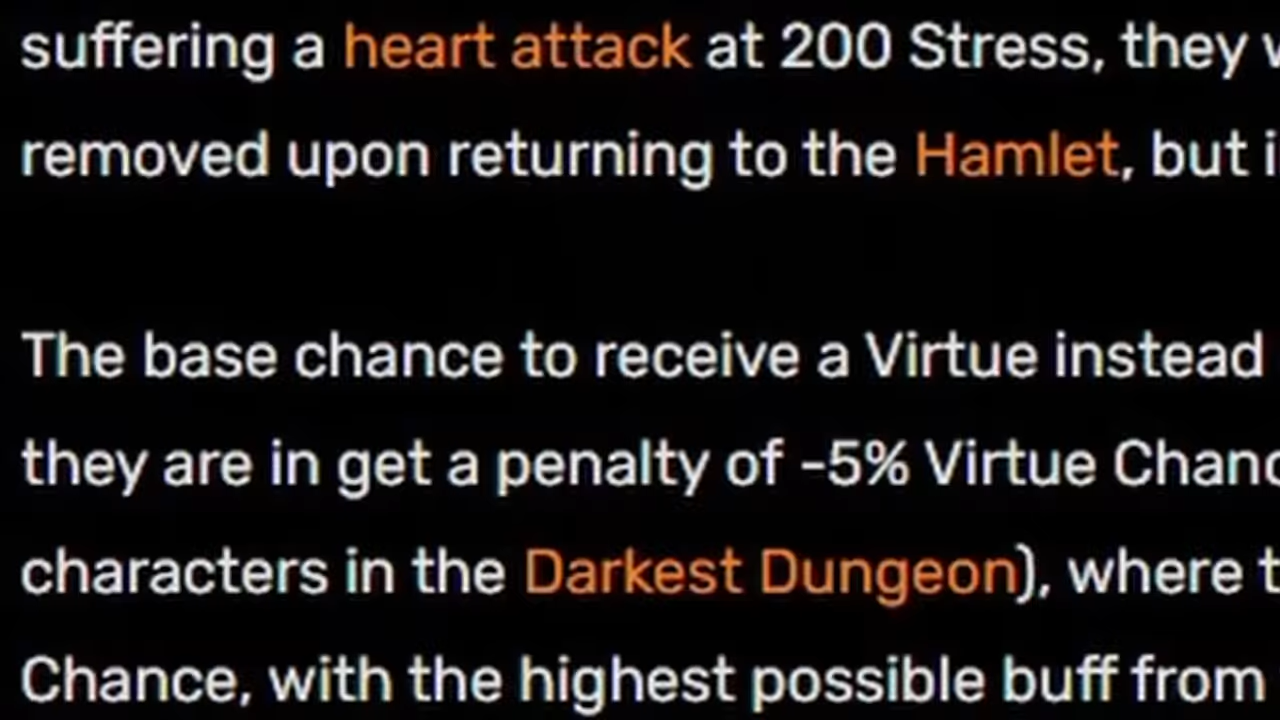 suffering a heart attack at 200 Stress, they
removed upon returning to the Hamlet, but
The base chance to receive a Virtue instead
they are in get a penalty of -5% Virtue Chanc
characters in the Darkest Dungeon), where t
Chance, with the highest possible buff from